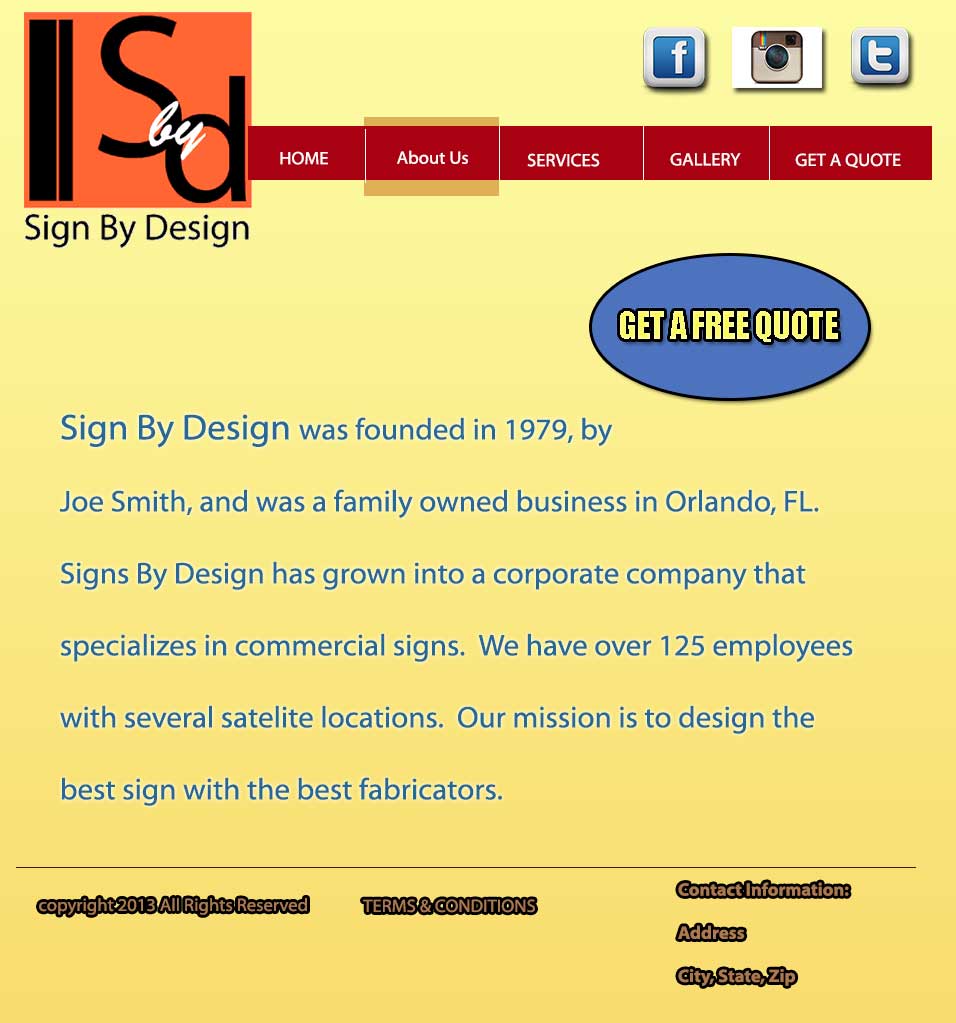 S by d
Sign By Design
f
t
HOME
About Us
SERVICES
GALLERY
GET A QUOTE
GET A FREE QUOTE
Sign By Design was founded in 1979, by
Joe Smith, and was a family owned business in Orlando, FL.
Signs By Design has grown into a corporate company that
specializes in commercial signs.  We have over 125 employees
with several satelite locations.  Our mission is to design the
best sign with the best fabricators.
copyright 2013 All Rights Reserved
TERMS & CONDITIONS
Contact Information:
Address
City, State, Zip